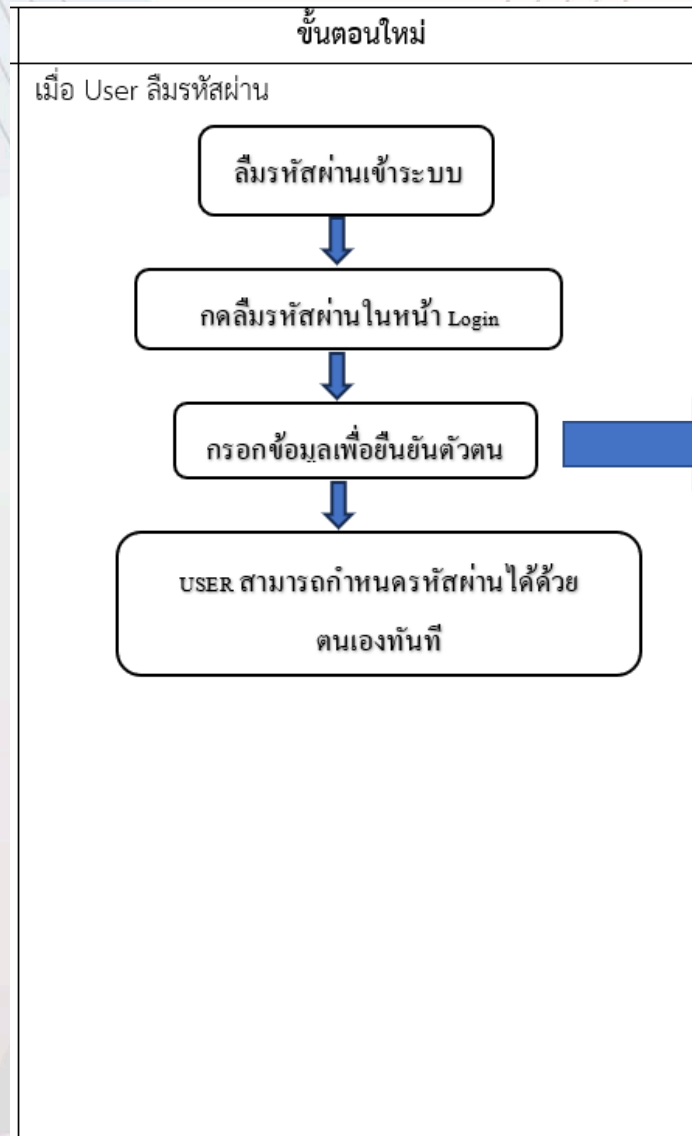 ขั้นตอนใหม่
เมื่อ User ลืมรหัสผ่าน
ลืมรหัสผ่านเข้าระบบ
กดลืมรหัสผ่านในหน้า Login
กรอกข้อมูลเพื่อยืนยันตัวตน
USER สามารถกำหนดรหัสผ่านได้ด้วย
ตนเองทันที